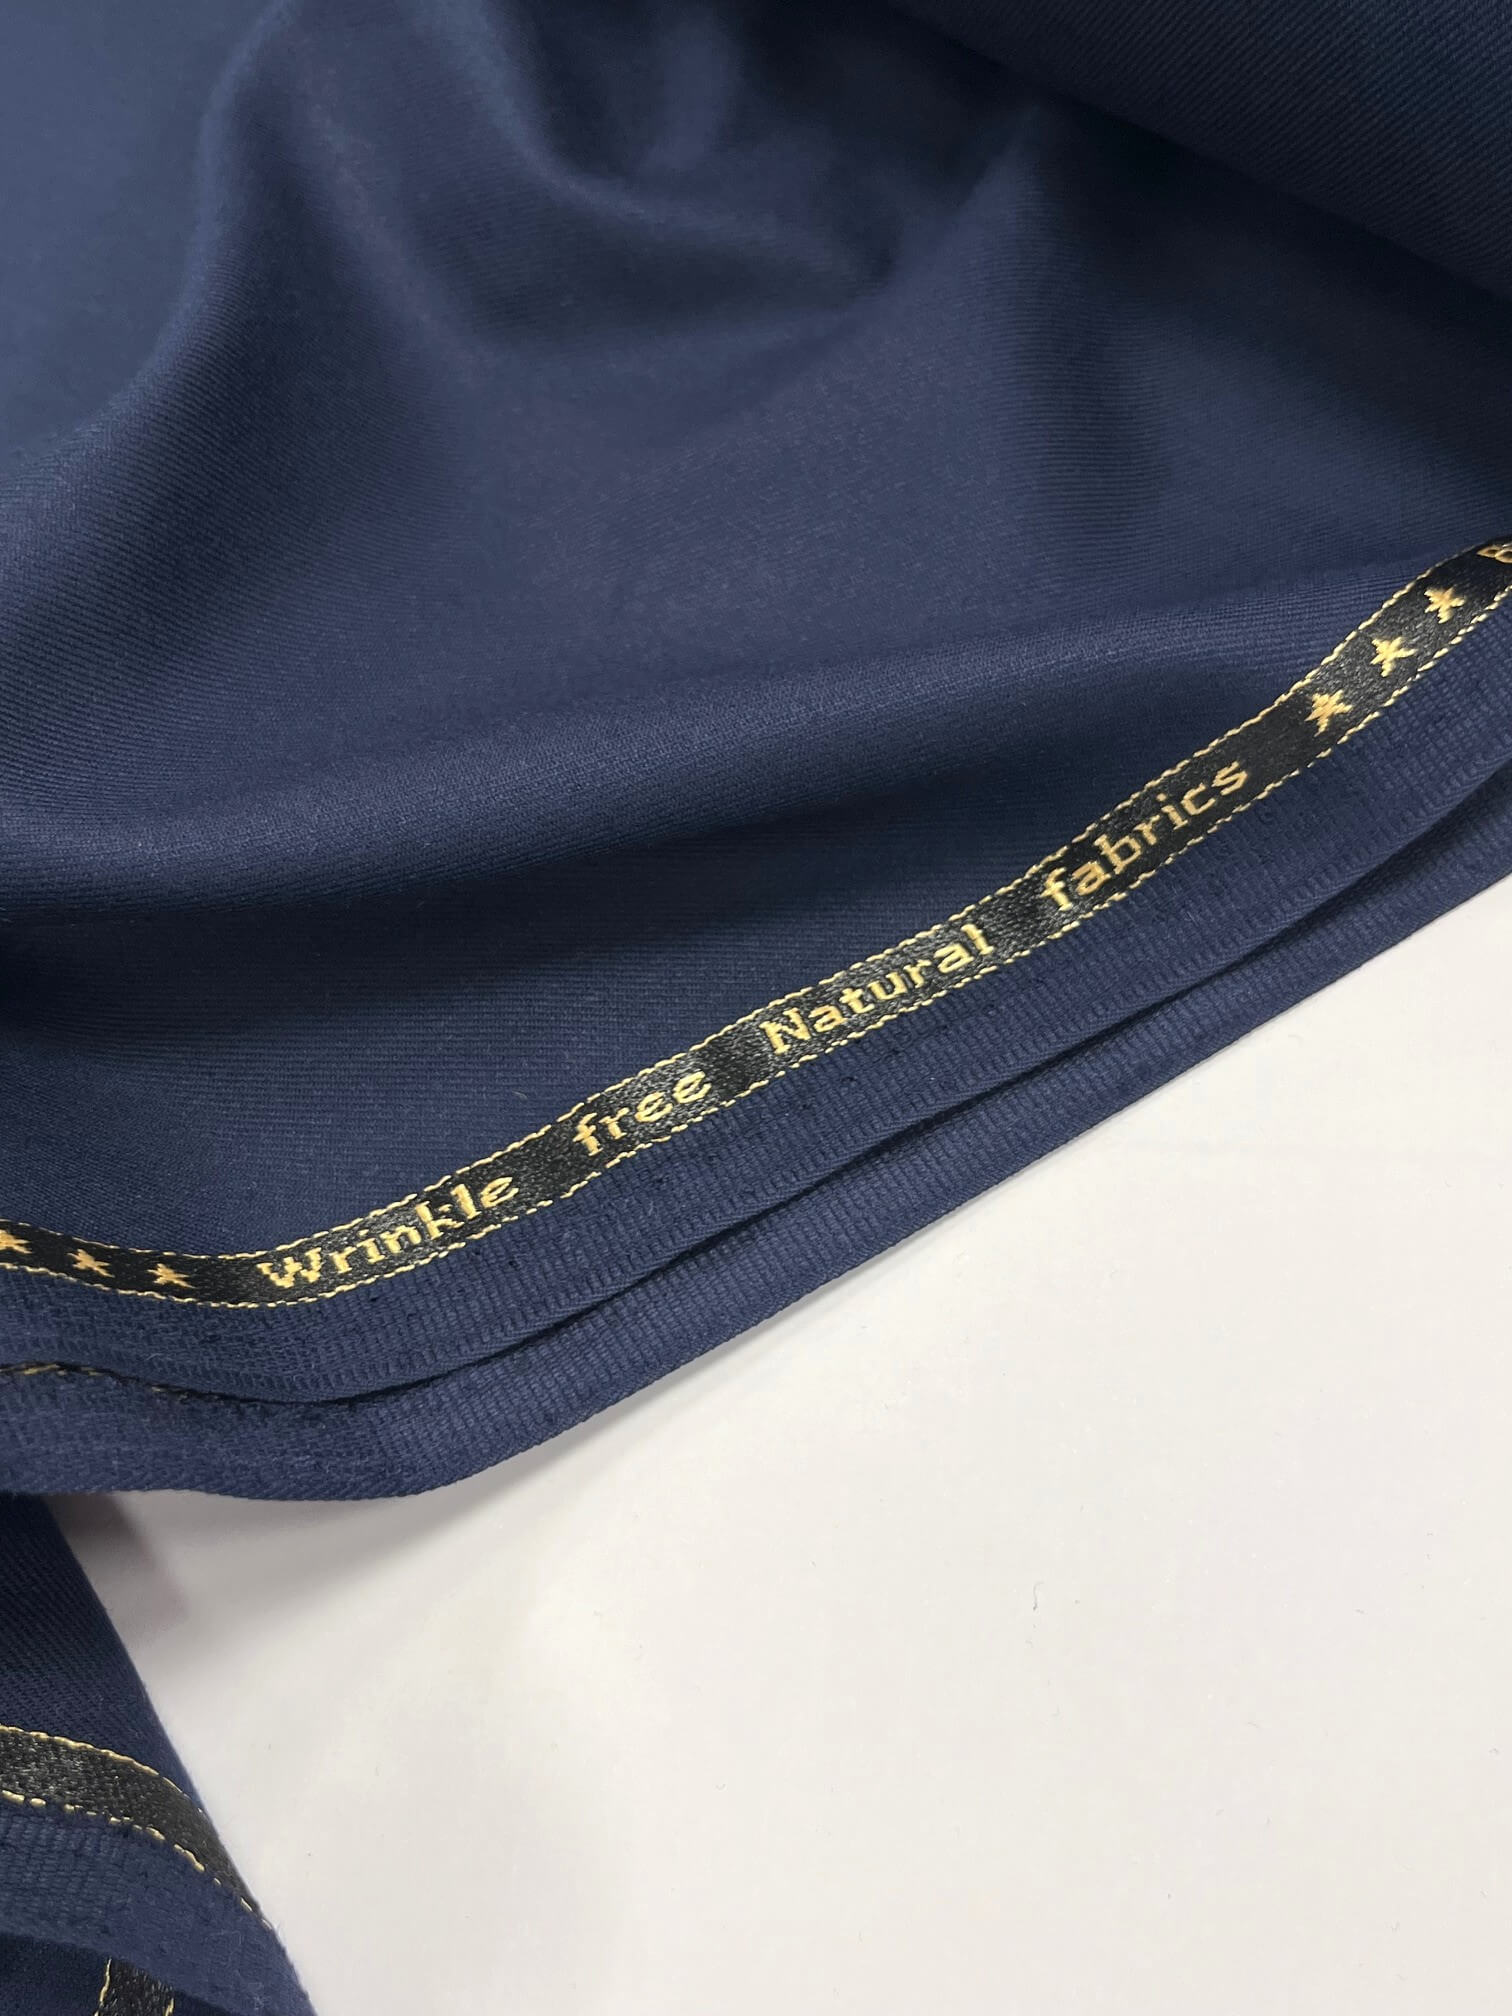 ★ ★ ★ Wrinkle free Natural fabrics ★ ★ ★